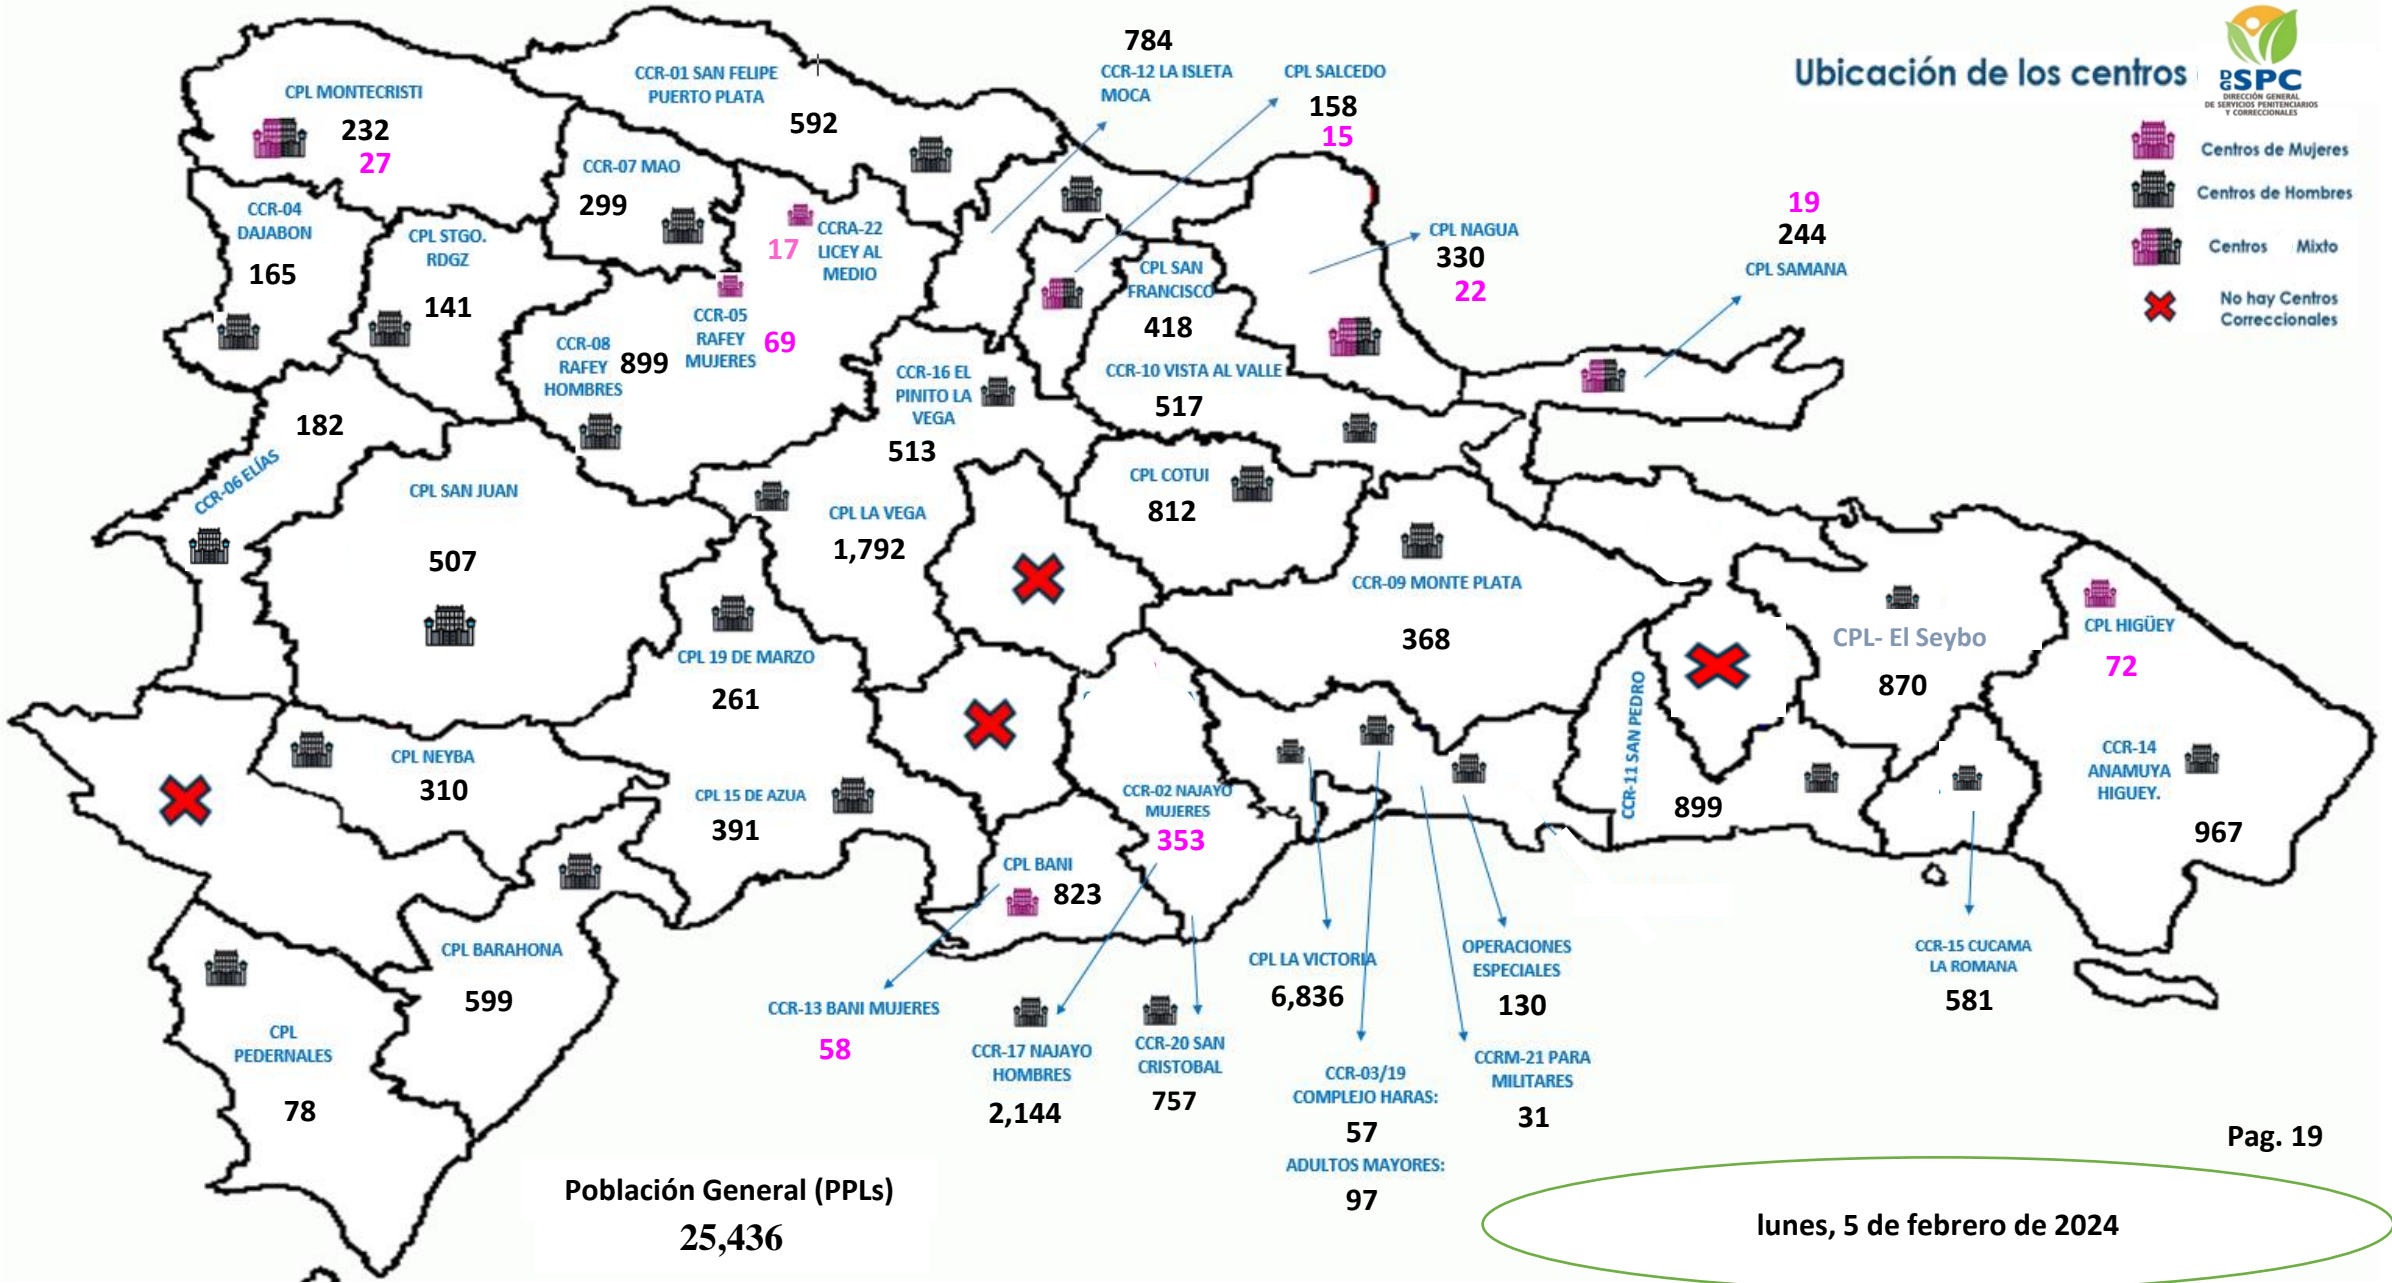 Ubicación de los centros
DGSPC
DIRECCIÓN GENERAL
DE SERVICIOS PENITENCIARIOS
Y CORRECCIONALES
Centros de Mujeres
Centros de Hombres
Centros Mixto
No hay Centros
Correccionales
CPL MONTECRISTI
232
27
CCR-01 SAN FELIPE
PUERTO PLATA
592
784
CCR-12 LA ISLETA
MOCA
CPL SALCEDO
158
15
CCR-07 MAO
299
CCR-04
DAJABON
165
CPL STGO.
RDGZ
141
17
CCRA-22
LICEY AL
MEDIO
CCR-05
RAFEY
MUJERES
69
CCR-08
RAFEY
HOMBRES
899
CPL SAN
FRANCISCO
418
CPL NAGUA
330
22
19
244
CPL SAMANA
CCR-10 VISTA AL VALLE
517
CCR-16 EL
PINITO LA
VEGA
513
182
CCR-06 ELÍAS
CPL SAN JUAN
507
CPL LA VEGA
1,792
CPL COTUI
812
CCR-09 MONTE PLATA
368
CPL- El Seybo
870
CPL HIGÜEY
72
CPL 19 DE MARZO
261
CPL NEYBA
310
CPL 15 DE AZUA
391
CCR-02 NAJAYO
MUJERES
353
CCR-11 SAN PEDRO
899
CCR-14
ANAMUYA
HIGUEY.
967
CPL BANI
823
CPL BARAHONA
599
CPL
PEDERNALES
78
CCR-13 BANI MUJERES
58
CCR-17 NAJAYO
HOMBRES
2,144
CCR-20 SAN
CRISTOBAL
757
CPL LA VICTORIA
6,836
CCR-03/19
COMPLEJO HARAS:
57
ADULTOS MAYORES:
97
OPERACIONES
ESPECIALES
130
CCRM-21 PARA
MILITARES
31
CCR-15 CUCAMA
LA ROMANA
581
Población General (PPLs)
25,436
Pag. 19
lunes, 5 de febrero de 2024